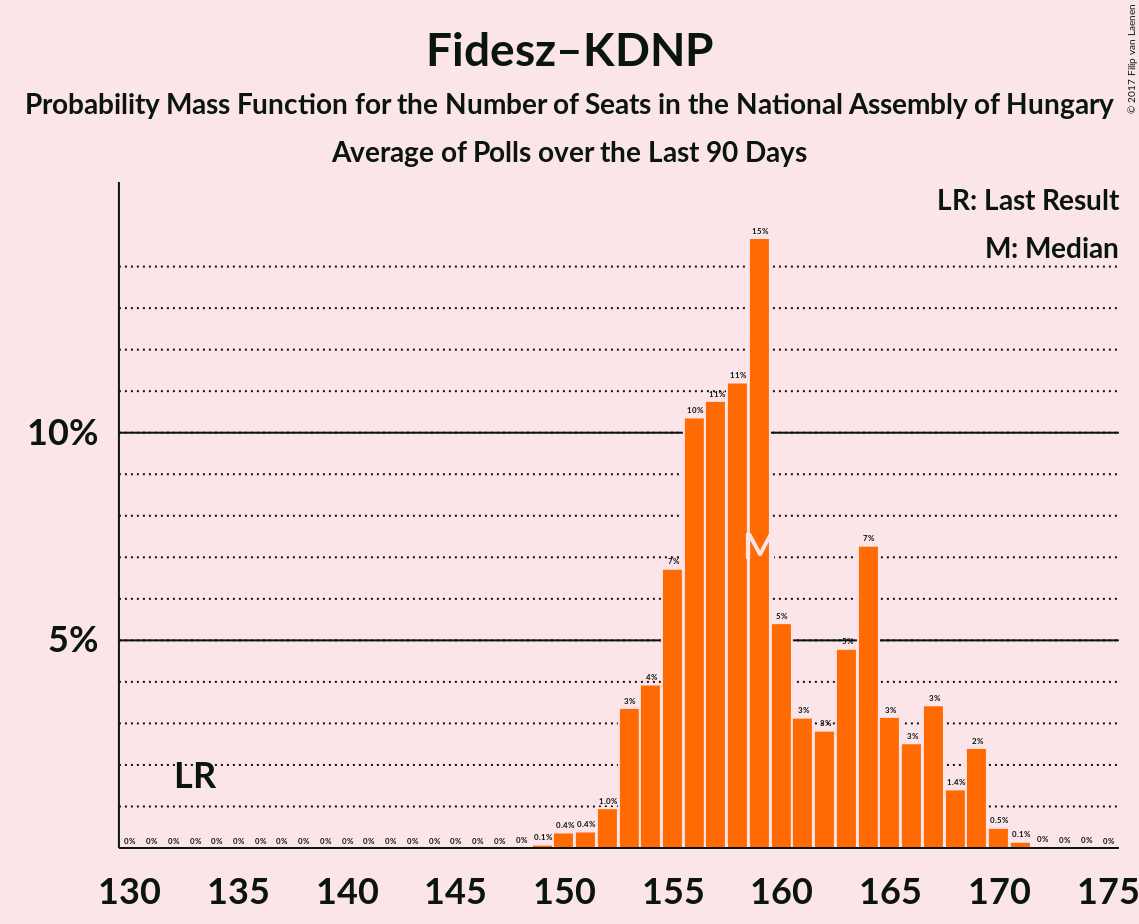 Fidesz–KDNP
Probability Mass Function for the Number of Seats in the National Assembly of Hungary
Average of Polls over the Last 90 Days
© 2017 Filip van Laenen
LR: Last Result
M: Median
10%
5%
LR
M
0% 0% 0% 0% 0% 0% 0% 0% 0% 0% 0% 0% 0% 0% 0% 0% 0% 0% 0% 0.1% 0.4% 0.4% 1.0% 3% 4% 7% 10% 11% 11% 15% 5% 3% 3% 5% 7% 3% 3% 3% 1.4% 2% 0.5% 0.1% 0% 0% 0% 0%
130 135 140 145 150 155 160 165 170 175